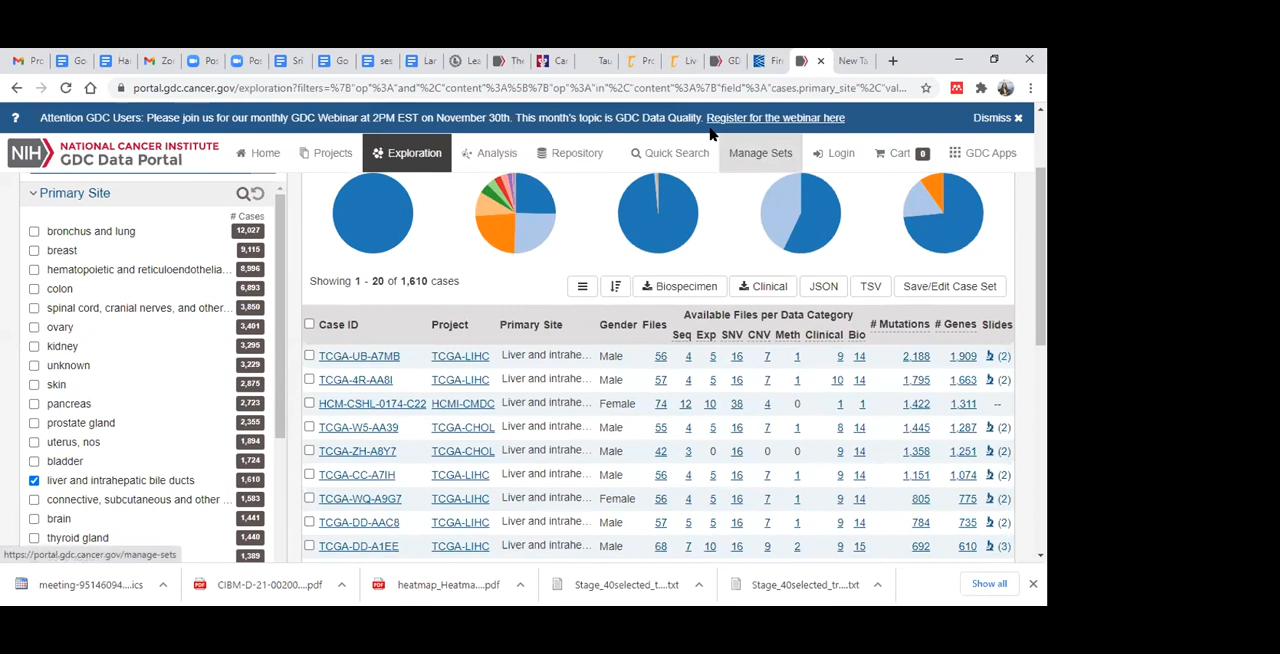 Pro
Go
Ha
Zo
Pos
Pos
Sri
Go
ses
Lar
Lea
The
Car
Tau
Pro
Live
GD
Fire
New Ta
portal.gdc.cancer.gov/exploration?filters=%7B"op"%3A"and"%2C"content"%3A%5B%7B"op"%3A"in"%2C"content"%3A%7B"field"%3A"cases.primary_site"%2C"val...
? Attention GDC Users: Please join us for our monthly GDC Webinar at 2PM EST on November 30th. This month's topic is GDC Data Quality. Register for the webinar here Dismiss ✖
NIH NATIONAL CANCER INSTITUTE
GDC Data Portal
Home Projects Exploration Analysis Repository Quick Search Manage Sets Login Cart 0 GDC Apps
Primary Site
# Cases
bronchus and lung 12,027
breast 9,115
hematopoietic and reticuloendothelia... 8,996
colon 6,893
spinal cord, cranial nerves, and other... 3,850
ovary 3,401
kidney 3,295
unknown 3,229
skin 2,875
pancreas 2,723
prostate gland 2,355
uterus, nos 1,894
bladder 1,724
liver and intrahepatic bile ducts 1,610
connective, subcutaneous and other ... 1,583
brain 1,441
thyroid gland 1,440
1,389
https://portal.gdc.cancer.gov/manage-sets
Showing 1 - 20 of 1,610 cases
Biospecimen Clinical JSON TSV Save/Edit Case Set
Available Files per Data Category
Case ID Project Primary Site Gender Files Seq Exp SNV CNV Meth Clinical Bio # Mutations # Genes Slides
TCGA-UB-A7MB TCGA-LIHC Liver and intrahe... Male 56 4 5 16 7 1 9 14 2,188 1,909 (2)
TCGA-4R-AA8I TCGA-LIHC Liver and intrahe... Male 57 4 5 16 7 1 10 14 1,795 1,663 (2)
HCM-CSHL-0174-C22 HCMI-CMDC Liver and intrahe... Female 74 12 10 38 4 0 1 1 1,422 1,311 --
TCGA-W5-AA39 TCGA-CHOL Liver and intrahe... Male 55 4 5 16 7 1 8 14 1,445 1,287 (2)
TCGA-ZH-A8Y7 TCGA-CHOL Liver and intrahe... Male 42 3 0 16 0 0 9 14 1,358 1,251 (2)
TCGA-CC-A7IH TCGA-LIHC Liver and intrahe... Male 56 4 5 16 7 1 9 14 1,151 1,074 (2)
TCGA-WQ-A9G7 TCGA-LIHC Liver and intrahe... Female 56 4 5 16 7 1 9 14 805 775 (2)
TCGA-DD-AAC8 TCGA-LIHC Liver and intrahe... Male 57 5 5 16 7 1 9 14 784 735 (2)
TCGA-DD-A1EE TCGA-LIHC Liver and intrahe... Male 68 7 10 16 9 2 9 15 692 610 (3)
meeting-95146094....ics
CIBM-D-21-00200....pdf
heatmap_Heatma....pdf
Stage_40selected_t....txt
Stage_40selected_tr....txt
Show all